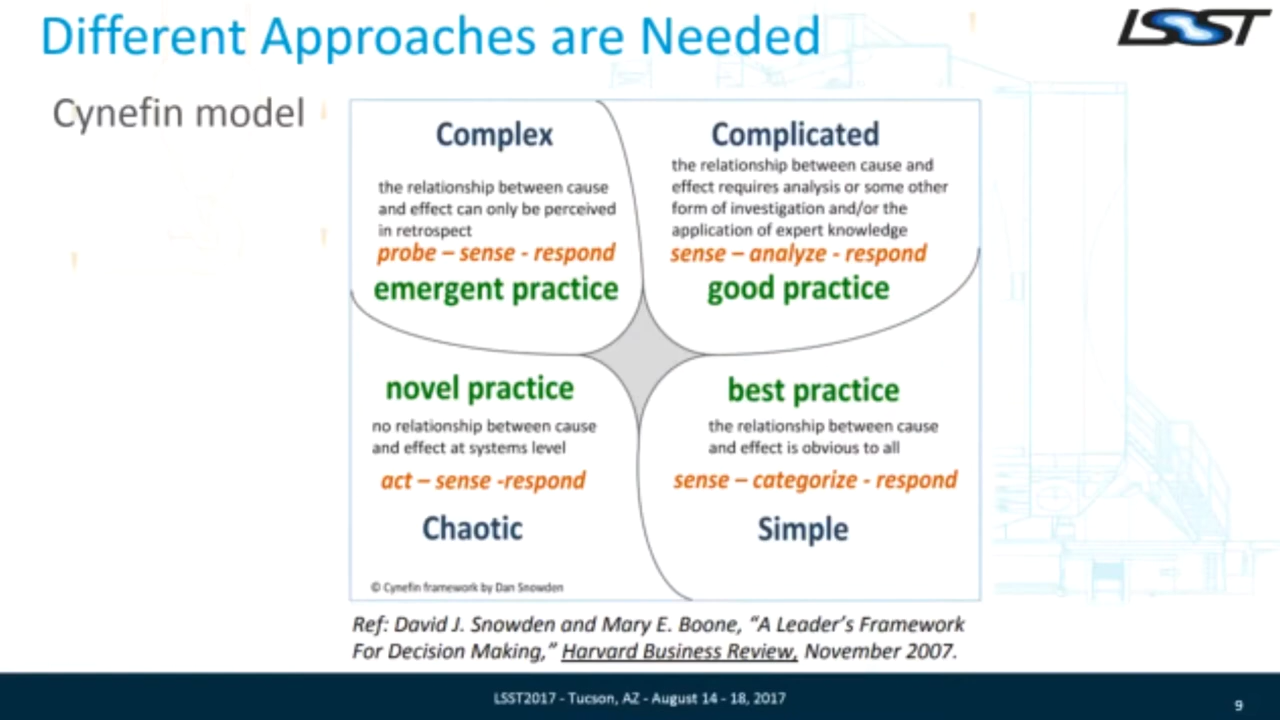 Different Approaches are Needed
LSST
Cynefin model
Complex
the relationship between cause
and effect can only be perceived
in retrospect
probe – sense - respond
emergent practice
Complicated
the relationship between cause and
effect requires analysis or some other
form of investigation and/or the
application of expert knowledge
sense – analyze - respond
good practice
novel practice
no relationship between cause
and effect at systems level
act – sense -respond
Chaotic
best practice
the relationship between cause
and effect is obvious to all
sense – categorize - respond
Simple
© Cynefin framework by Dan Snowden
Ref: David J. Snowden and Mary E. Boone, “A Leader’s Framework
For Decision Making,” Harvard Business Review, November 2007.
LSST2017 - Tucson, AZ - August 14 - 18, 2017
9